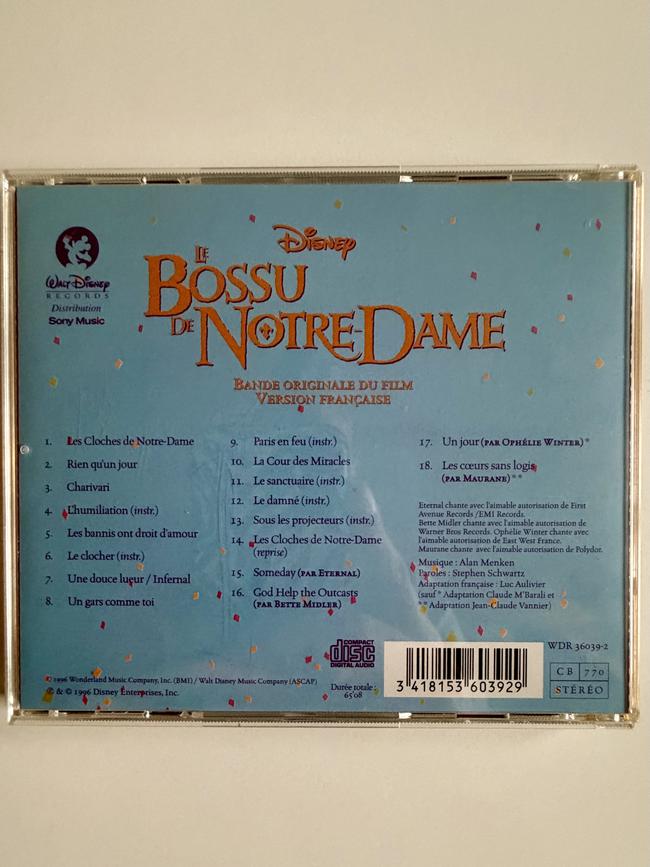 Disney
LE
BOSSU
DE NOTRE-DAME
WALT DISNEY
RECORDS
Distribution
Sony Music
BANDE ORIGINALE DU FILM
VERSION FRANÇAISE
1. Les Cloches de Notre-Dame
2. Rien qu'un jour
3. Charivari
4. L'humiliation (instr.)
5. Les bannis ont droit d'amour
6. Le clocher (instr.)
7. Une douce lueur / Infernal
8. Un gars comme toi
9. Paris en feu (instr.)
10. La Cour des Miracles
11. Le sanctuaire (instr.)
12. Le damné (instr.)
13. Sous les projecteurs (instr.)
14. Les Cloches de Notre-Dame
(reprise)
15. Someday (PAR ETERNAL)
16. God Help the Outcasts
(PAR BETTE MIDLER)
17. Un jour (PAR OPHÉLIE WINTER)*
18. Les cœurs sans logis
(PAR MAURANE)**
Eternal chante avec l'aimable autorisation de First
Avenue Records /EMI Records.
Bette Midler chante avec l'aimable autorisation de
Warner Bros Records. Ophélie Winter chante avec
l'aimable autorisation de East West France.
Maurane chante avec l'aimable autorisation de Polydor.
Musique : Alan Menken
Paroles : Stephen Schwartz
Adaptation française : Luc Aulivier
(sauf * Adaptation Claude M'Barali et
** Adaptation Jean-Claude Vannier)
© 1996 Wonderland Music Company, Inc. (BMI) / Walt Disney Music Company (ASCAP)
℗ & © 1996 Disney Enterprises, Inc.
Durée totale :
65'08
COMPACT
disc
DIGITAL AUDIO
3 418153 603929
WDR 36039-2
CB 770
STÉRÉO